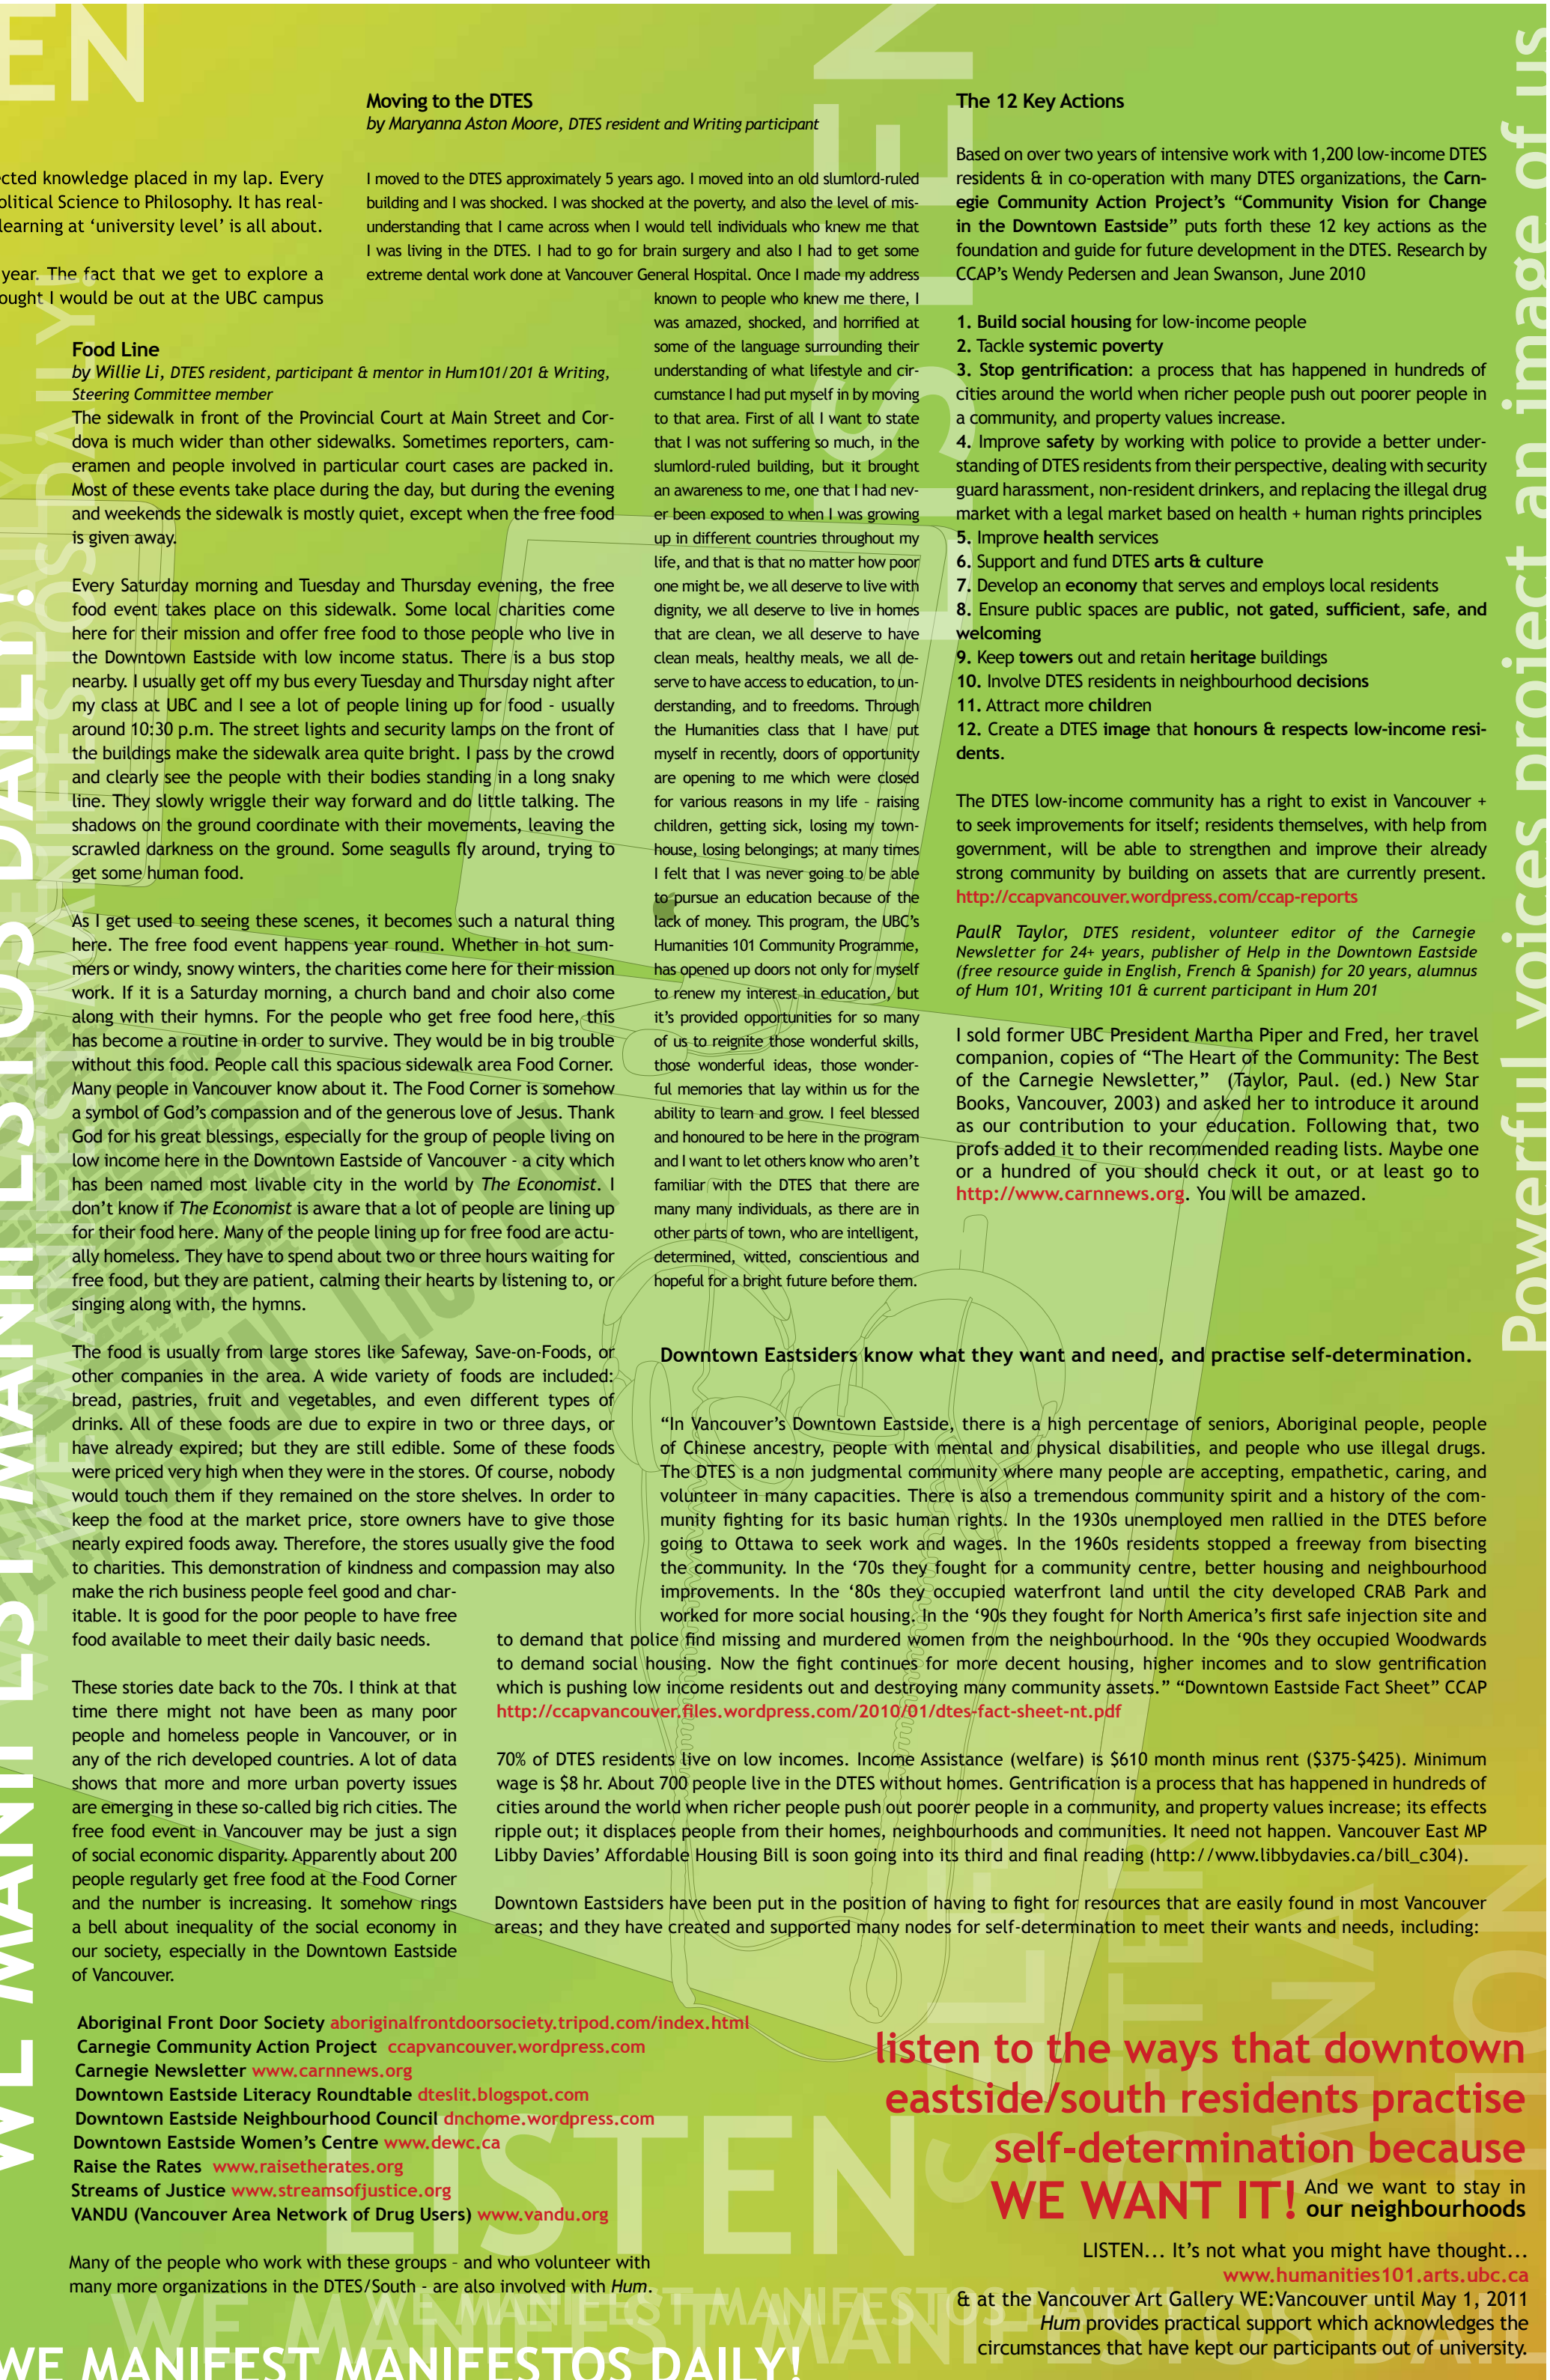 EN
ected knowledge placed in my lap. Every
olitical Science to Philosophy. It has real-
learning at ‘university level’ is all about.
year. The fact that we get to explore a
ought I would be out at the UBC campus
Food Line
by Willie Li, DTES resident, participant & mentor in Hum101/201 & Writing,
Steering Committee member
The sidewalk in front of the Provincial Court at Main Street and Cor-
dova is much wider than other sidewalks. Sometimes reporters, cam-
eramen and people involved in particular court cases are packed in.
Most of these events take place during the day, but during the evening
and weekends the sidewalk is mostly quiet, except when the free food
is given away.
Every Saturday morning and Tuesday and Thursday evening, the free
food event takes place on this sidewalk. Some local charities come
here for their mission and offer free food to those people who live in
the Downtown Eastside with low income status. There is a bus stop
nearby. I usually get off my bus every Tuesday and Thursday night after
my class at UBC and I see a lot of people lining up for food - usually
around 10:30 p.m. The street lights and security lamps on the front of
the buildings make the sidewalk area quite bright. I pass by the crowd
and clearly see the people with their bodies standing in a long snaky
line. They slowly wriggle their way forward and do little talking. The
shadows on the ground coordinate with their movements, leaving the
scrawled darkness on the ground. Some seagulls fly around, trying to
get some human food.
As I get used to seeing these scenes, it becomes such a natural thing
here. The free food event happens year round. Whether in hot sum-
mers or windy, snowy winters, the charities come here for their mission
work. If it is a Saturday morning, a church band and choir also come
along with their hymns. For the people who get free food here, this
has become a routine in order to survive. They would be in big trouble
without this food. People call this spacious sidewalk area Food Corner.
Many people in Vancouver know about it. The Food Corner is somehow
a symbol of God’s compassion and of the generous love of Jesus. Thank
God for his great blessings, especially for the group of people living on
low income here in the Downtown Eastside of Vancouver - a city which
has been named most livable city in the world by The Economist. I
don’t know if The Economist is aware that a lot of people are lining up
for their food here. Many of the people lining up for free food are actu-
ally homeless. They have to spend about two or three hours waiting for
free food, but they are patient, calming their hearts by listening to, or
singing along with, the hymns.
The food is usually from large stores like Safeway, Save-on-Foods, or
other companies in the area. A wide variety of foods are included:
bread, pastries, fruit and vegetables, and even different types of
drinks. All of these foods are due to expire in two or three days, or
have already expired; but they are still edible. Some of these foods
were priced very high when they were in the stores. Of course, nobody
would touch them if they remained on the store shelves. In order to
keep the food at the market price, store owners have to give those
nearly expired foods away. Therefore, the stores usually give the food
to charities. This demonstration of kindness and compassion may also
make the rich business people feel good and char-
itable. It is good for the poor people to have free
food available to meet their daily basic needs.
These stories date back to the 70s. I think at that
time there might not have been as many poor
people and homeless people in Vancouver, or in
any of the rich developed countries. A lot of data
shows that more and more urban poverty issues
are emerging in these so-called big rich cities. The
free food event in Vancouver may be just a sign
of social economic disparity. Apparently about 200
people regularly get free food at the Food Corner
and the number is increasing. It somehow rings
a bell about inequality of the social economy in
our society, especially in the Downtown Eastside
of Vancouver.
Moving to the DTES
by Maryanna Aston Moore, DTES resident and Writing participant
I moved to the DTES approximately 5 years ago. I moved into an old slumlord-ruled
building and I was shocked. I was shocked at the poverty, and also the level of mis-
understanding that I came across when I would tell individuals who knew me that
I was living in the DTES. I had to go for brain surgery and also I had to get some
extreme dental work done at Vancouver General Hospital. Once I made my address
known to people who knew me there, I
was amazed, shocked, and horrified at
some of the language surrounding their
understanding of what lifestyle and cir-
cumstance I had put myself in by moving
to that area. First of all I want to state
that I was not suffering so much, in the
slumlord-ruled building, but it brought
an awareness to me, one that I had nev-
er been exposed to when I was growing
up in different countries throughout my
life, and that is that no matter how poor
one might be, we all deserve to live with
dignity, we all deserve to live in homes
that are clean, we all deserve to have
clean meals, healthy meals, we all de-
serve to have access to education, to un-
derstanding, and to freedoms. Through
the Humanities class that I have put
myself in recently, doors of opportunity
are opening to me which were closed
for various reasons in my life - raising
children, getting sick, losing my town-
house, losing belongings; at many times
I felt that I was never going to be able
to pursue an education because of the
lack of money. This program, the UBC’s
Humanities 101 Community Programme,
has opened up doors not only for myself
to renew my interest in education, but
it’s provided opportunities for so many
of us to reignite those wonderful skills,
those wonderful ideas, those wonder-
ful memories that lay within us for the
ability to learn and grow. I feel blessed
and honoured to be here in the program
and I want to let others know who aren’t
familiar with the DTES that there are
many many individuals, as there are in
other parts of town, who are intelligent,
determined, witted, conscientious and
hopeful for a bright future before them.
The 12 Key Actions
Based on over two years of intensive work with 1,200 low-income DTES
residents & in co-operation with many DTES organizations, the Carn-
egie Community Action Project’s “Community Vision for Change
in the Downtown Eastside” puts forth these 12 key actions as the
foundation and guide for future development in the DTES. Research by
CCAP’s Wendy Pedersen and Jean Swanson, June 2010
1. Build social housing for low-income people
2. Tackle systemic poverty
3. Stop gentrification: a process that has happened in hundreds of
cities around the world when richer people push out poorer people in
a community, and property values increase.
4. Improve safety by working with police to provide a better under-
standing of DTES residents from their perspective, dealing with security
guard harassment, non-resident drinkers, and replacing the illegal drug
market with a legal market based on health + human rights principles
5. Improve health services
6. Support and fund DTES arts & culture
7. Develop an economy that serves and employs local residents
8. Ensure public spaces are public, not gated, sufficient, safe, and
welcoming
9. Keep towers out and retain heritage buildings
10. Involve DTES residents in neighbourhood decisions
11. Attract more children
12. Create a DTES image that honours & respects low-income resi-
dents.
The DTES low-income community has a right to exist in Vancouver +
to seek improvements for itself; residents themselves, with help from
government, will be able to strengthen and improve their already
strong community by building on assets that are currently present.
http://ccapvancouver.wordpress.com/ccap-reports
PaulR Taylor, DTES resident, volunteer editor of the Carnegie
Newsletter for 24+ years, publisher of Help in the Downtown Eastside
(free resource guide in English, French & Spanish) for 20 years, alumnus
of Hum 101, Writing 101 & current participant in Hum 201
I sold former UBC President Martha Piper and Fred, her travel
companion, copies of “The Heart of the Community: The Best
of the Carnegie Newsletter,” (Taylor, Paul. (ed.) New Star
Books, Vancouver, 2003) and asked her to introduce it around
as our contribution to your education. Following that, two
profs added it to their recommended reading lists. Maybe one
or a hundred of you should check it out, or at least go to
http://www.carnnews.org. You will be amazed.
Downtown Eastsiders know what they want and need, and practise self-determination.
“In Vancouver’s Downtown Eastside, there is a high percentage of seniors, Aboriginal people, people
of Chinese ancestry, people with mental and physical disabilities, and people who use illegal drugs.
The DTES is a non judgmental community where many people are accepting, empathetic, caring, and
volunteer in many capacities. There is also a tremendous community spirit and a history of the com-
munity fighting for its basic human rights. In the 1930s unemployed men rallied in the DTES before
going to Ottawa to seek work and wages. In the 1960s residents stopped a freeway from bisecting
the community. In the ‘70s they fought for a community centre, better housing and neighbourhood
improvements. In the ‘80s they occupied waterfront land until the city developed CRAB Park and
worked for more social housing. In the ‘90s they fought for North America’s first safe injection site and
to demand that police find missing and murdered women from the neighbourhood. In the ‘90s they occupied Woodwards
to demand social housing. Now the fight continues for more decent housing, higher incomes and to slow gentrification
which is pushing low income residents out and destroying many community assets.” “Downtown Eastside Fact Sheet” CCAP
http://ccapvancouver.files.wordpress.com/2010/01/dtes-fact-sheet-nt.pdf
70% of DTES residents live on low incomes. Income Assistance (welfare) is $610 month minus rent ($375-$425). Minimum
wage is $8 hr. About 700 people live in the DTES without homes. Gentrification is a process that has happened in hundreds of
cities around the world when richer people push out poorer people in a community, and property values increase; its effects
ripple out; it displaces people from their homes, neighbourhoods and communities. It need not happen. Vancouver East MP
Libby Davies’ Affordable Housing Bill is soon going into its third and final reading (http://www.libbydavies.ca/bill_c304).
Downtown Eastsiders have been put in the position of having to fight for resources that are easily found in most Vancouver
areas; and they have created and supported many nodes for self-determination to meet their wants and needs, including:
Aboriginal Front Door Society aboriginalfrontdoorsociety.tripod.com/index.html
Carnegie Community Action Project ccapvancouver.wordpress.com
Carnegie Newsletter www.carnnews.org
Downtown Eastside Literacy Roundtable dteslit.blogspot.com
Downtown Eastside Neighbourhood Council dnchome.wordpress.com
Downtown Eastside Women’s Centre www.dewc.ca
Raise the Rates www.raisetherates.org
Streams of Justice www.streamsofjustice.org
VANDU (Vancouver Area Network of Drug Users) www.vandu.org
Many of the people who work with these groups - and who volunteer with
many more organizations in the DTES/South - are also involved with Hum.
listen to the ways that downtown
eastside/south residents practise
self-determination because
WE WANT IT! And we want to stay in
our neighbourhoods
LISTEN... It’s not what you might have thought...
www.humanities101.arts.ubc.ca
& at the Vancouver Art Gallery WE:Vancouver until May 1, 2011
Hum provides practical support which acknowledges the
circumstances that have kept our participants out of university.
LISTEN
LISTEN
LISTEN, LISTEN
SELF
DETER
MINA
TION
Powerful voices project an image of us
WE MANIFEST MANIFESTOS DAILY!
WE MANIFEST MANIFESTOS DAILY!
WE MANIFEST MANIFESTOS DAILY!
WE MANIFEST MANIFESTOS DAIL
WE MANIFEST MANIFESTOS DAILY!